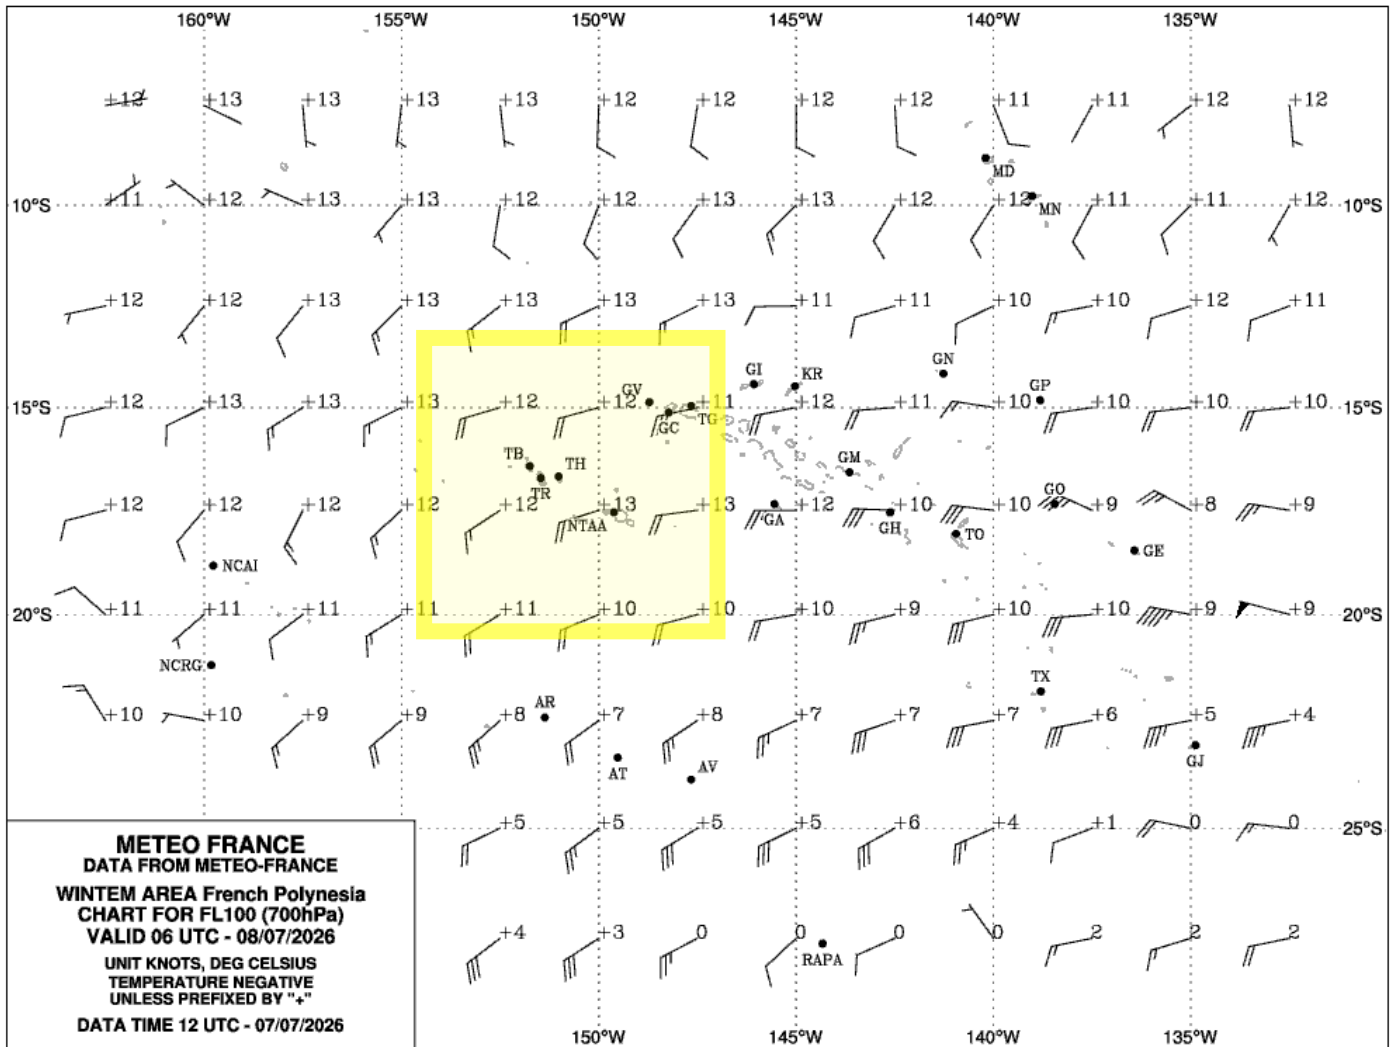 160°W 155°W 150°W 145°W 140°W 135°W
+13 +13 +13 +13 +12 +12 +12 +12 +11 +11 +12 +12
MD
+11 +12 +13 +13 +12 +12 +13 +13 +12 +12 +11 +11 +12
MN
10°S 10°S
+12 +12 +13 +13 +13 +13 +13 +11 +11 +10 +10 +12 +11
GI KR GN GP
GV
15°S +12 +12 +13 +13 +12 +12 +11 +12 +11 +10 +10 +10 +10 15°S
GC TG
TB TH GM
TR
+12 +12 +12 +12 +12 +13 +13 +12 +10 +10 +9 +8 +9
NTAA GA GH TO GO
NCAI GE
20°S +11 +11 +11 +11 +11 +10 +10 +10 +9 +10 +10 +9 +9 20°S
NCRG
TX
AR
+10 +10 +9 +9 +8 +7 +8 +7 +7 +7 +6 +5 +4
AT AV GJ
+5 +5 +5 +5 +6 +4 +1 0 0 25°S
METEO FRANCE
DATA FROM METEO-FRANCE
WINTEM AREA French Polynesia
CHART FOR FL100 (700hPa)
VALID 06 UTC - 08/07/2026
UNIT KNOTS, DEG CELSIUS
TEMPERATURE NEGATIVE
UNLESS PREFIXED BY "+"
DATA TIME 12 UTC - 07/07/2026
+4 +3 0 0 0 0 2 2 2
RAPA
150°W 145°W 140°W 135°W